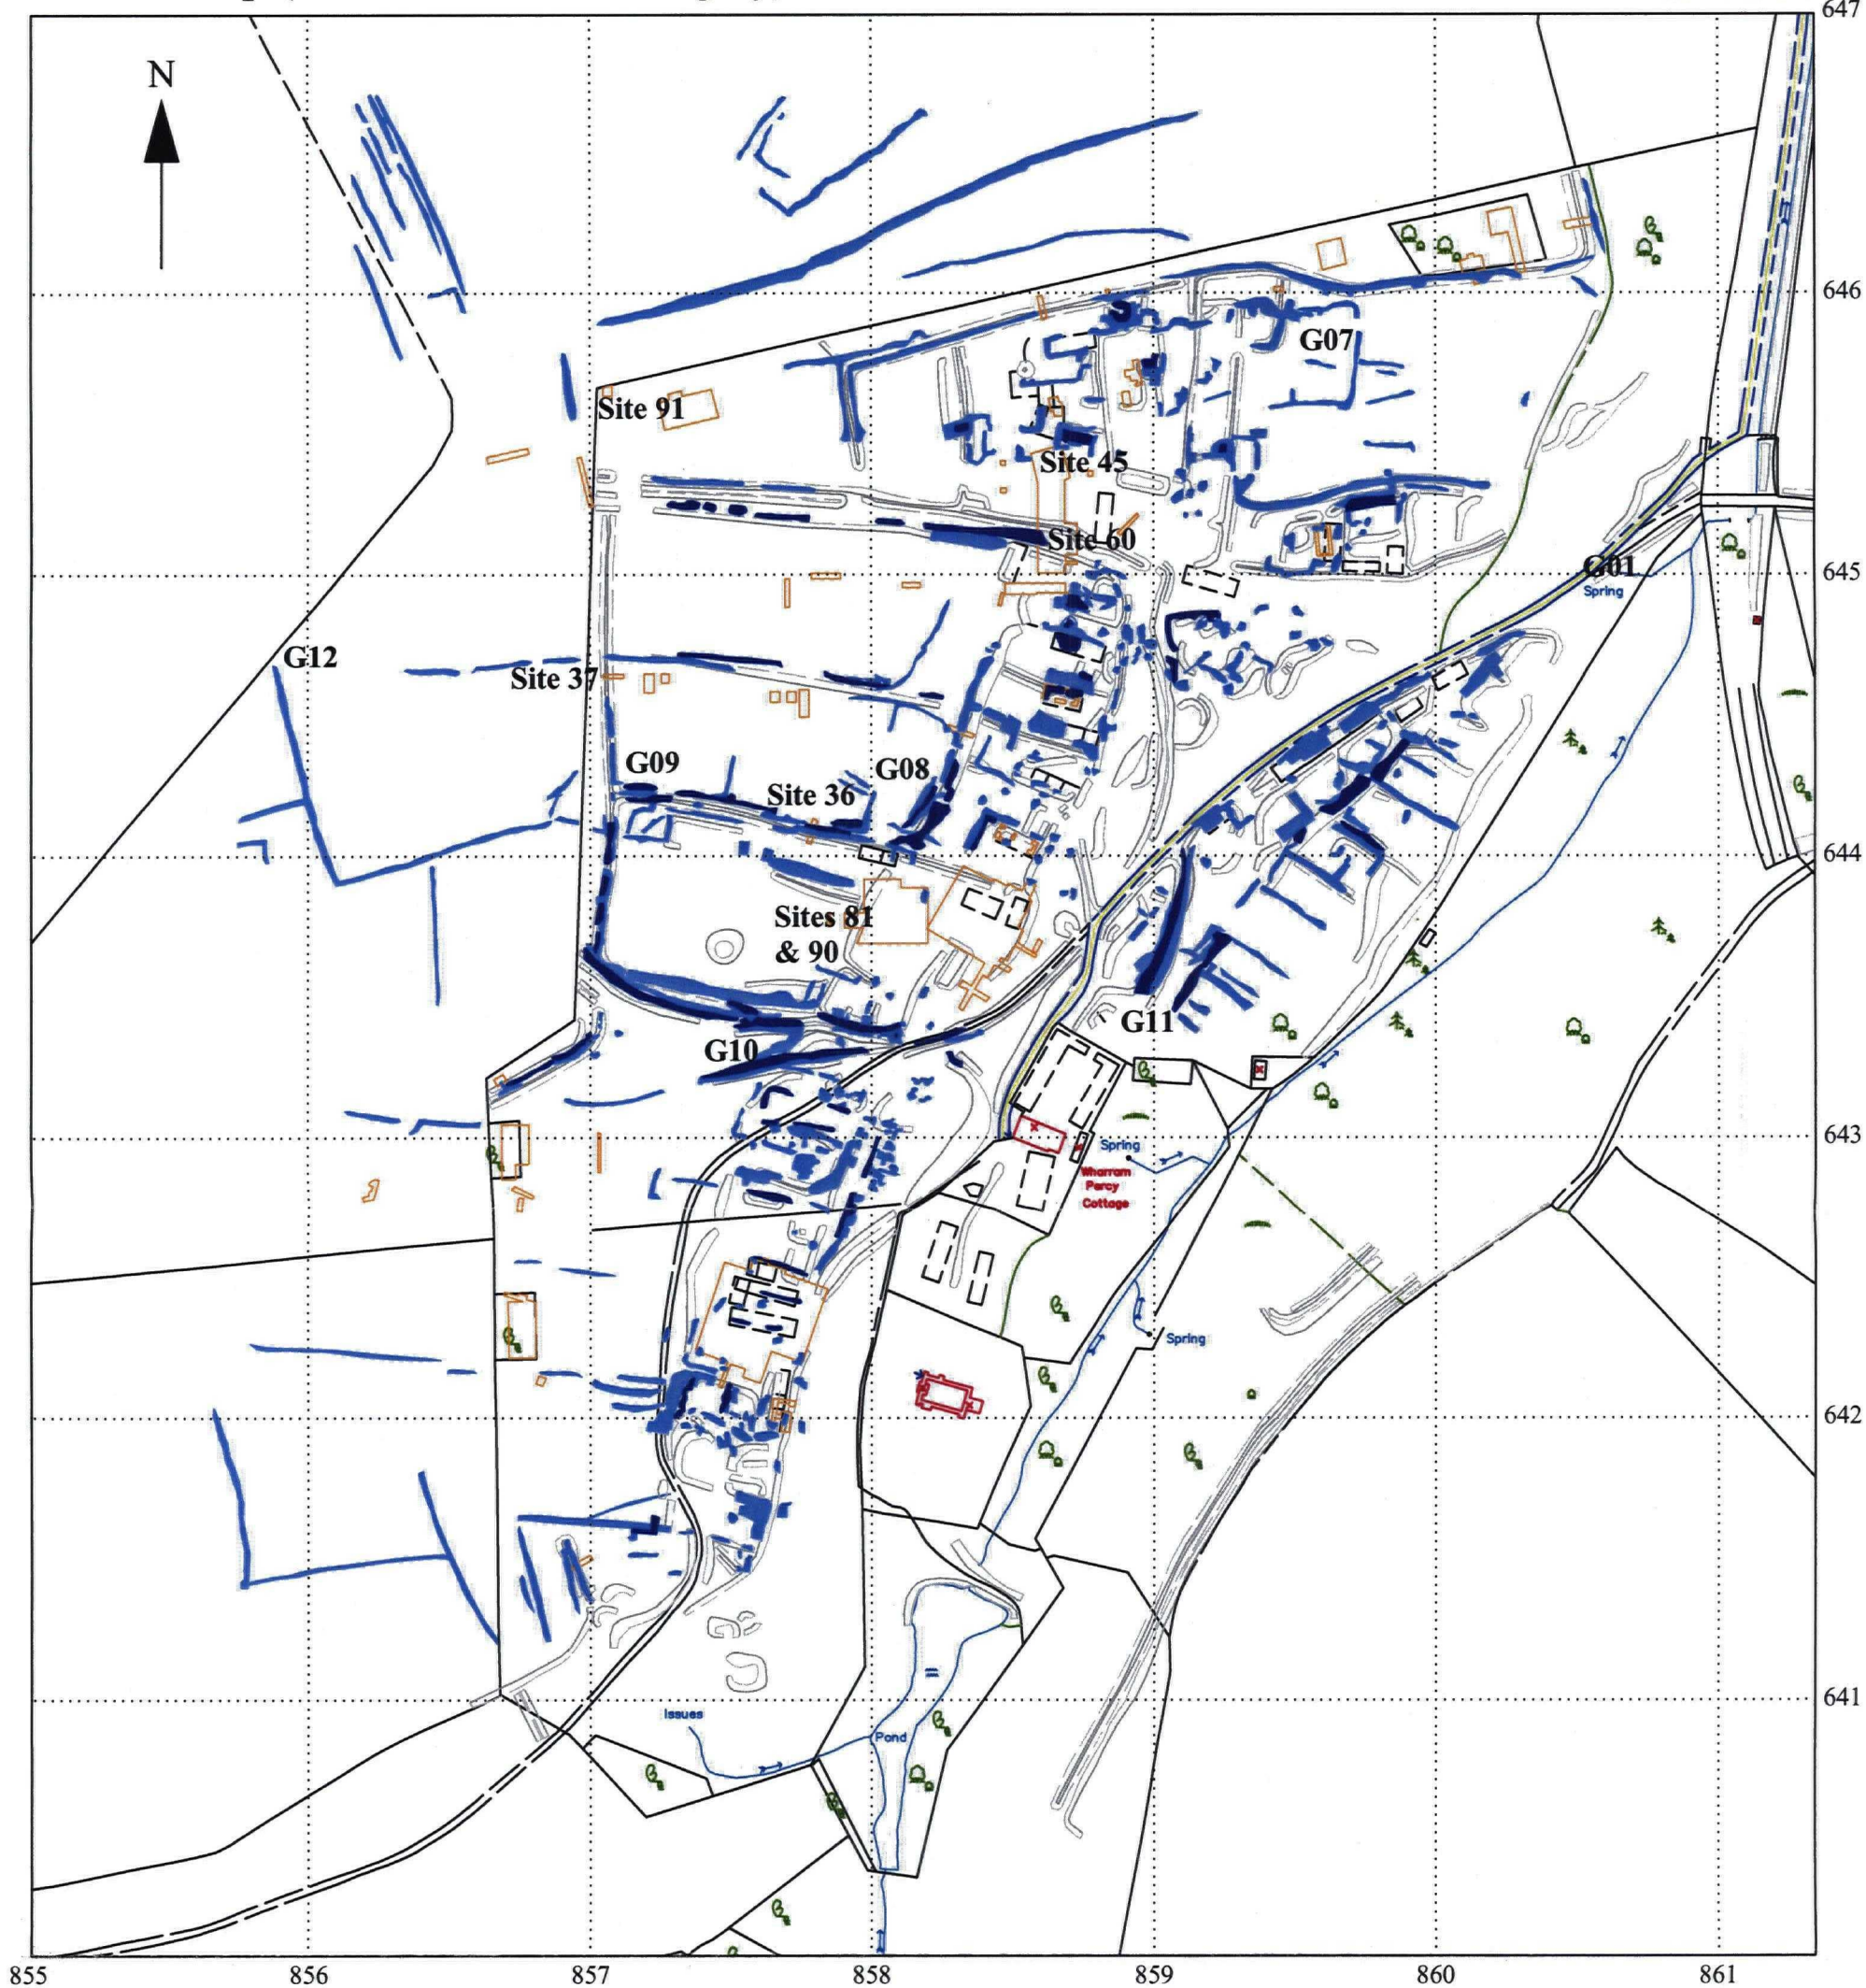 647
N
646
G07
Site 91
Site 45
Site 60
G01
645
Spring
G12
Site 37
G09
G08
Site 36
644
Sites 81
& 90
G11
G10
643
Spring
Wharram
Percy
Cottage
Spring
642
641
Issues
Pond
855
856
857
858
859
860
861